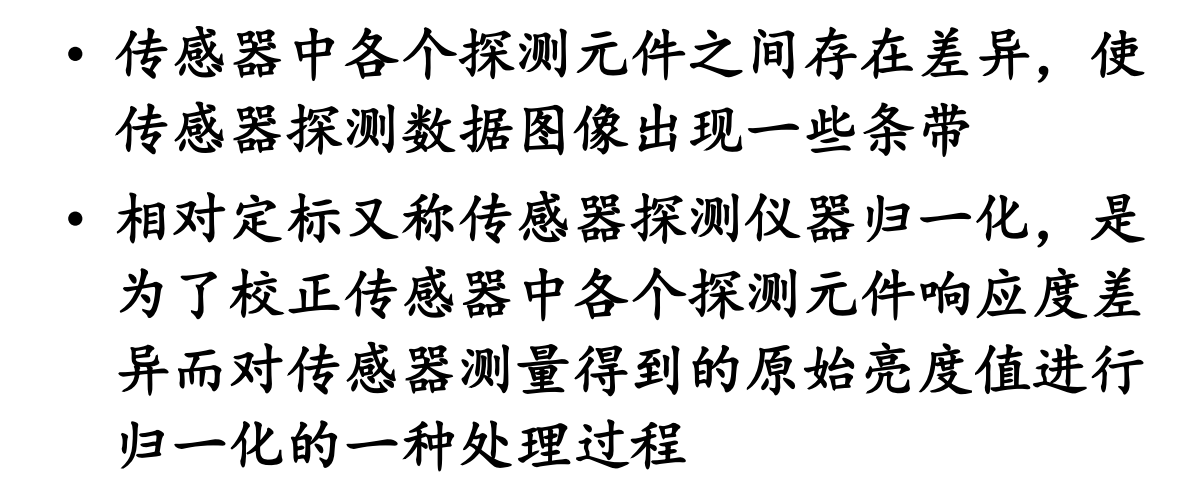 • 传感器中各个探测元件之间存在差异，使
传感器探测数据图像出现一些条带
• 相对定标又称传感器探测仪器归一化，是
为了校正传感器中各个探测元件响应度差
异而对传感器测量得到的原始亮度值进行
归一化的一种处理过程